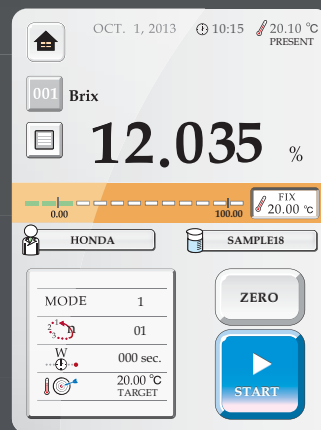 OCT. 1, 2013 10:15 20.10 °C
PRESENT
001 Brix
12.035 %
0.00 100.00
FIX
20.00 °C
HONDA SAMPLE18
MODE 1
01
W 000 sec.
20.00 °C
TARGET
ZERO
START